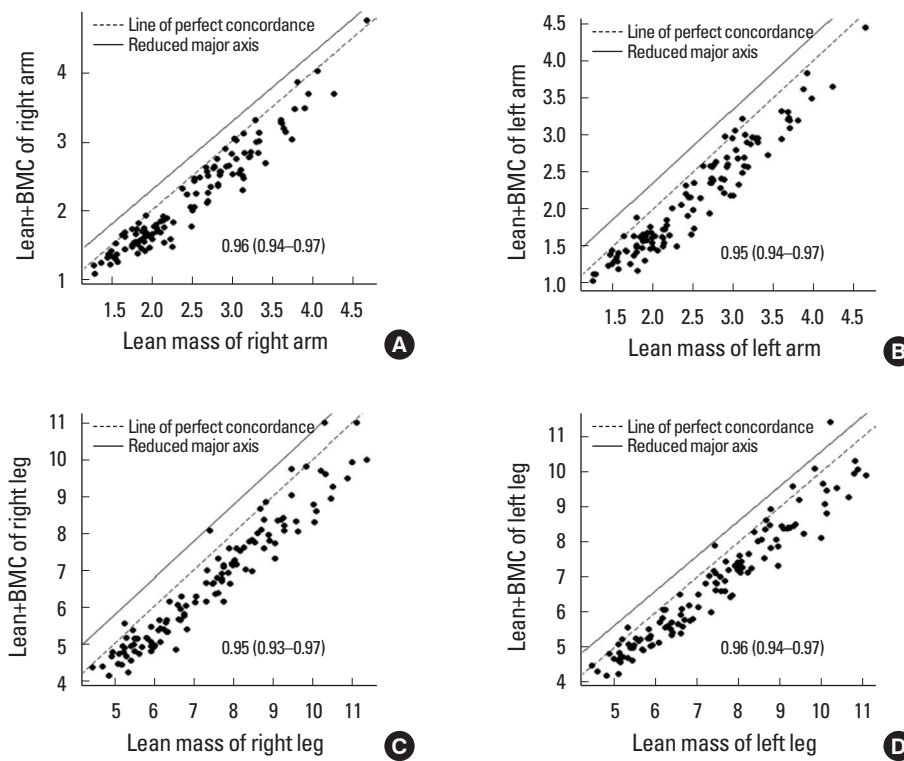 Line of perfect concordance
Reduced major axis
Lean+BMC of right arm
4
3
2
1
0.96 (0.94–0.97)
1.5 2.0 2.5 3.0 3.5 4.0 4.5
Lean mass of right arm
A
Line of perfect concordance
Reduced major axis
Lean+BMC of left arm
4.5
4.0
3.5
3.0
2.5
2.0
1.5
1.0
0.95 (0.94–0.97)
1.5 2.0 2.5 3.0 3.5 4.0 4.5
Lean mass of left arm
B
Line of perfect concordance
Reduced major axis
Lean+BMC of right leg
11
10
9
8
7
6
5
4
0.95 (0.93–0.97)
5 6 7 8 9 10 11
Lean mass of right leg
C
Line of perfect concordance
Reduced major axis
Lean+BMC of left leg
11
10
9
8
7
6
5
4
0.96 (0.94–0.97)
5 6 7 8 9 10 11
Lean mass of left leg
D